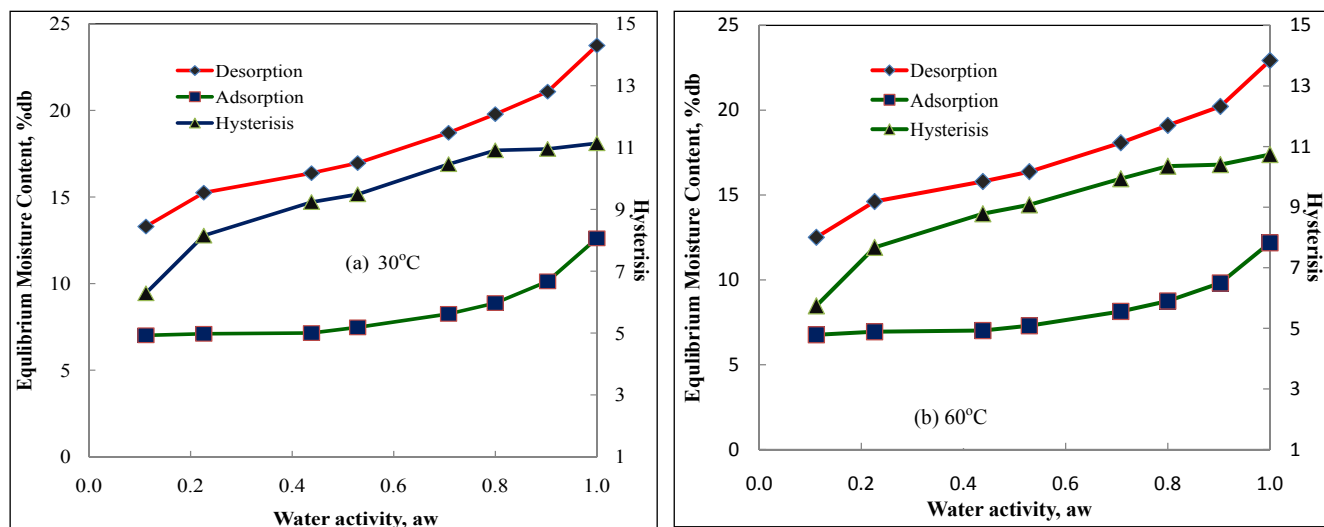 25
20
15
10
5
0
Equlibrium Moisture Content, %db
Desorption
Adsorption
Hysterisis
(a) 30°C
15
13
11
9
7
5
3
1
Hysterisis
0.0 0.2 0.4 0.6 0.8 1.0
Water activity, aw
25
20
15
10
5
0
Equlibrium Moisture Content, %db
Desorption
Adsorption
Hysterisis
(b) 60°C
15
13
11
9
7
5
3
1
Hysterisis
0.0 0.2 0.4 0.6 0.8 1.0
Water activity, aw